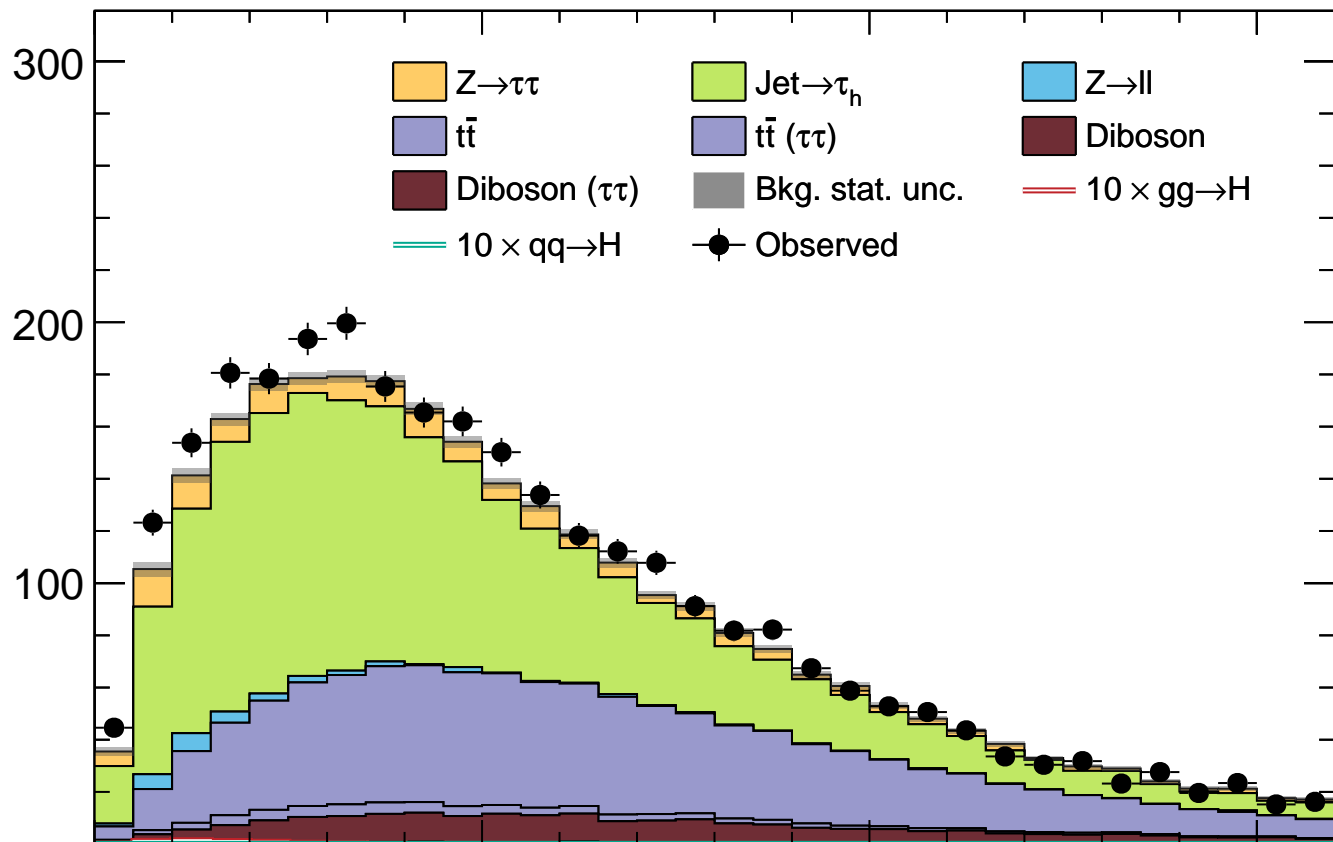 300
Z→ττ Jet→τh Z→ll
tt̄ tt̄ (ττ) Diboson
Diboson (ττ) Bkg. stat. unc. 10 × gg→H
10 × qq→H Observed
200
100